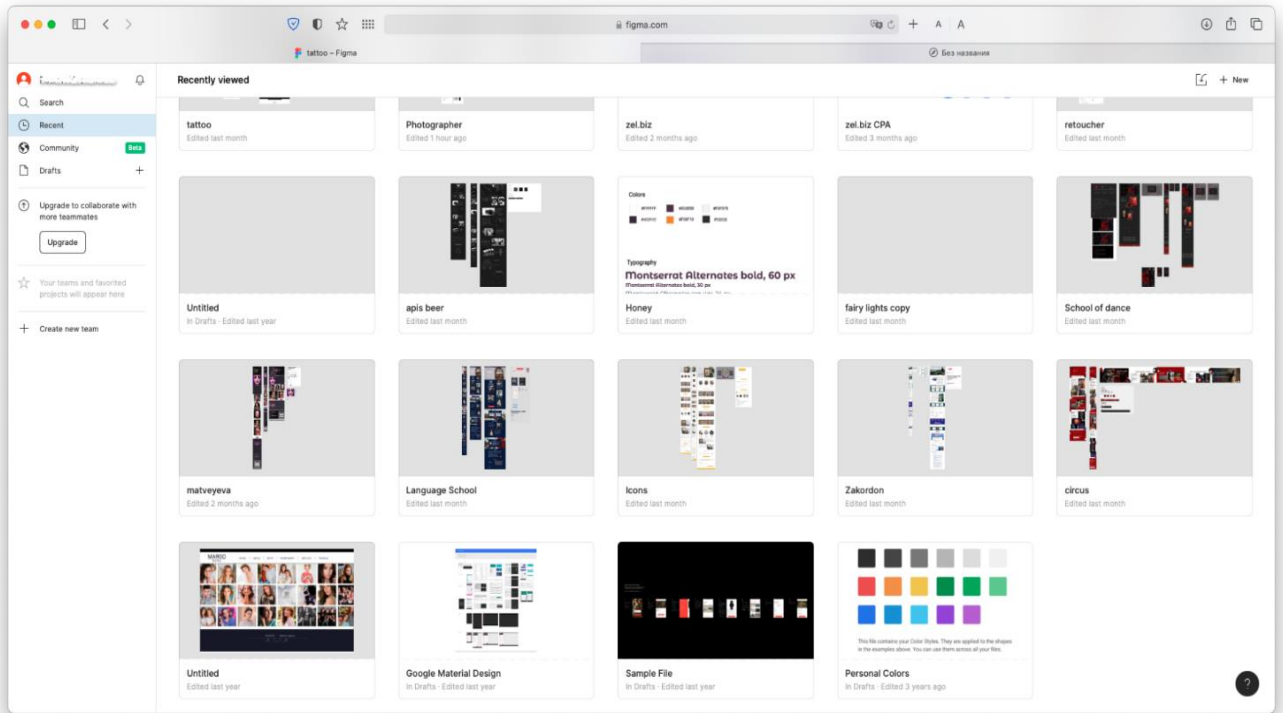 figma.com
A A
tattoo – Figma
Без названия
Recently viewed
New
Search
Recent
Community Beta
Drafts
Upgrade to collaborate with
more teammates
Upgrade
Your teams and favorited
projects will appear here
Create new team
tattoo
Edited last month
Photographer
Edited 1 hour ago
zel.biz
Edited 2 months ago
zel.biz CPA
Edited 3 months ago
retoucher
Edited last month
Untitled
In Drafts · Edited last year
apis beer
Edited last month
Colors
Typography
Montserrat Alternates bold, 60 px
Montserrat Alternates bold, 30 px
Honey
Edited last month
fairy lights copy
Edited last month
School of dance
Edited last month
matveyeva
Edited 2 months ago
Language School
Edited last month
Icons
Edited last month
Zakordon
Edited last month
circus
Edited last month
Untitled
Edited last year
Google Material Design
In Drafts · Edited last year
Sample File
In Drafts · Edited last year
This file contains your Color Styles. They are applied to the shapes
in the examples above. You can use them across all your files.
Personal Colors
In Drafts · Edited 3 years ago
?